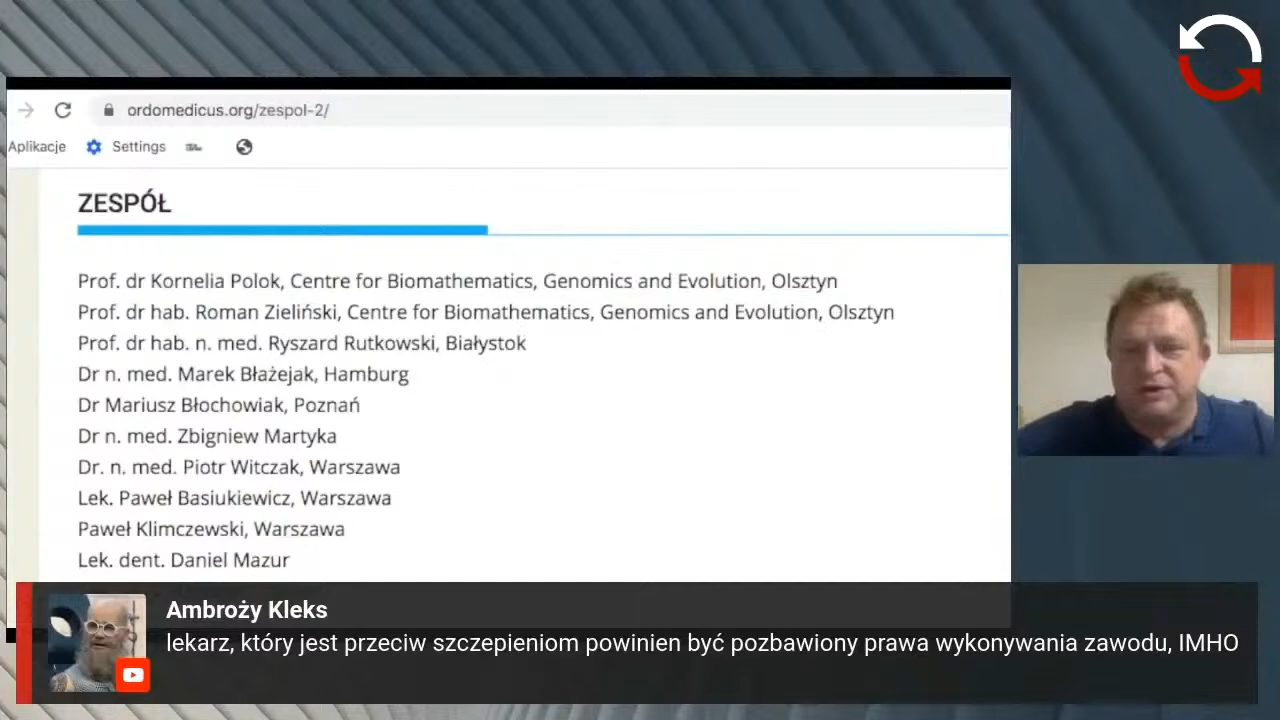 ordomedicus.org/zespol-2/
Aplikacje Settings
ZESPÓŁ
Prof. dr Kornelia Polok, Centre for Biomathematics, Genomics and Evolution, Olsztyn
Prof. dr hab. Roman Zieliński, Centre for Biomathematics, Genomics and Evolution, Olsztyn
Prof. dr hab. n. med. Ryszard Rutkowski, Białystok
Dr n. med. Marek Błażejak, Hamburg
Dr Mariusz Błochowiak, Poznań
Dr n. med. Zbigniew Martyka
Dr. n. med. Piotr Witczak, Warszawa
Lek. Paweł Basiukiewicz, Warszawa
Paweł Klimczewski, Warszawa
Lek. dent. Daniel Mazur
Ambroży Kleks
lekarz, który jest przeciw szczepieniom powinien być pozbawiony prawa wykonywania zawodu, IMHO